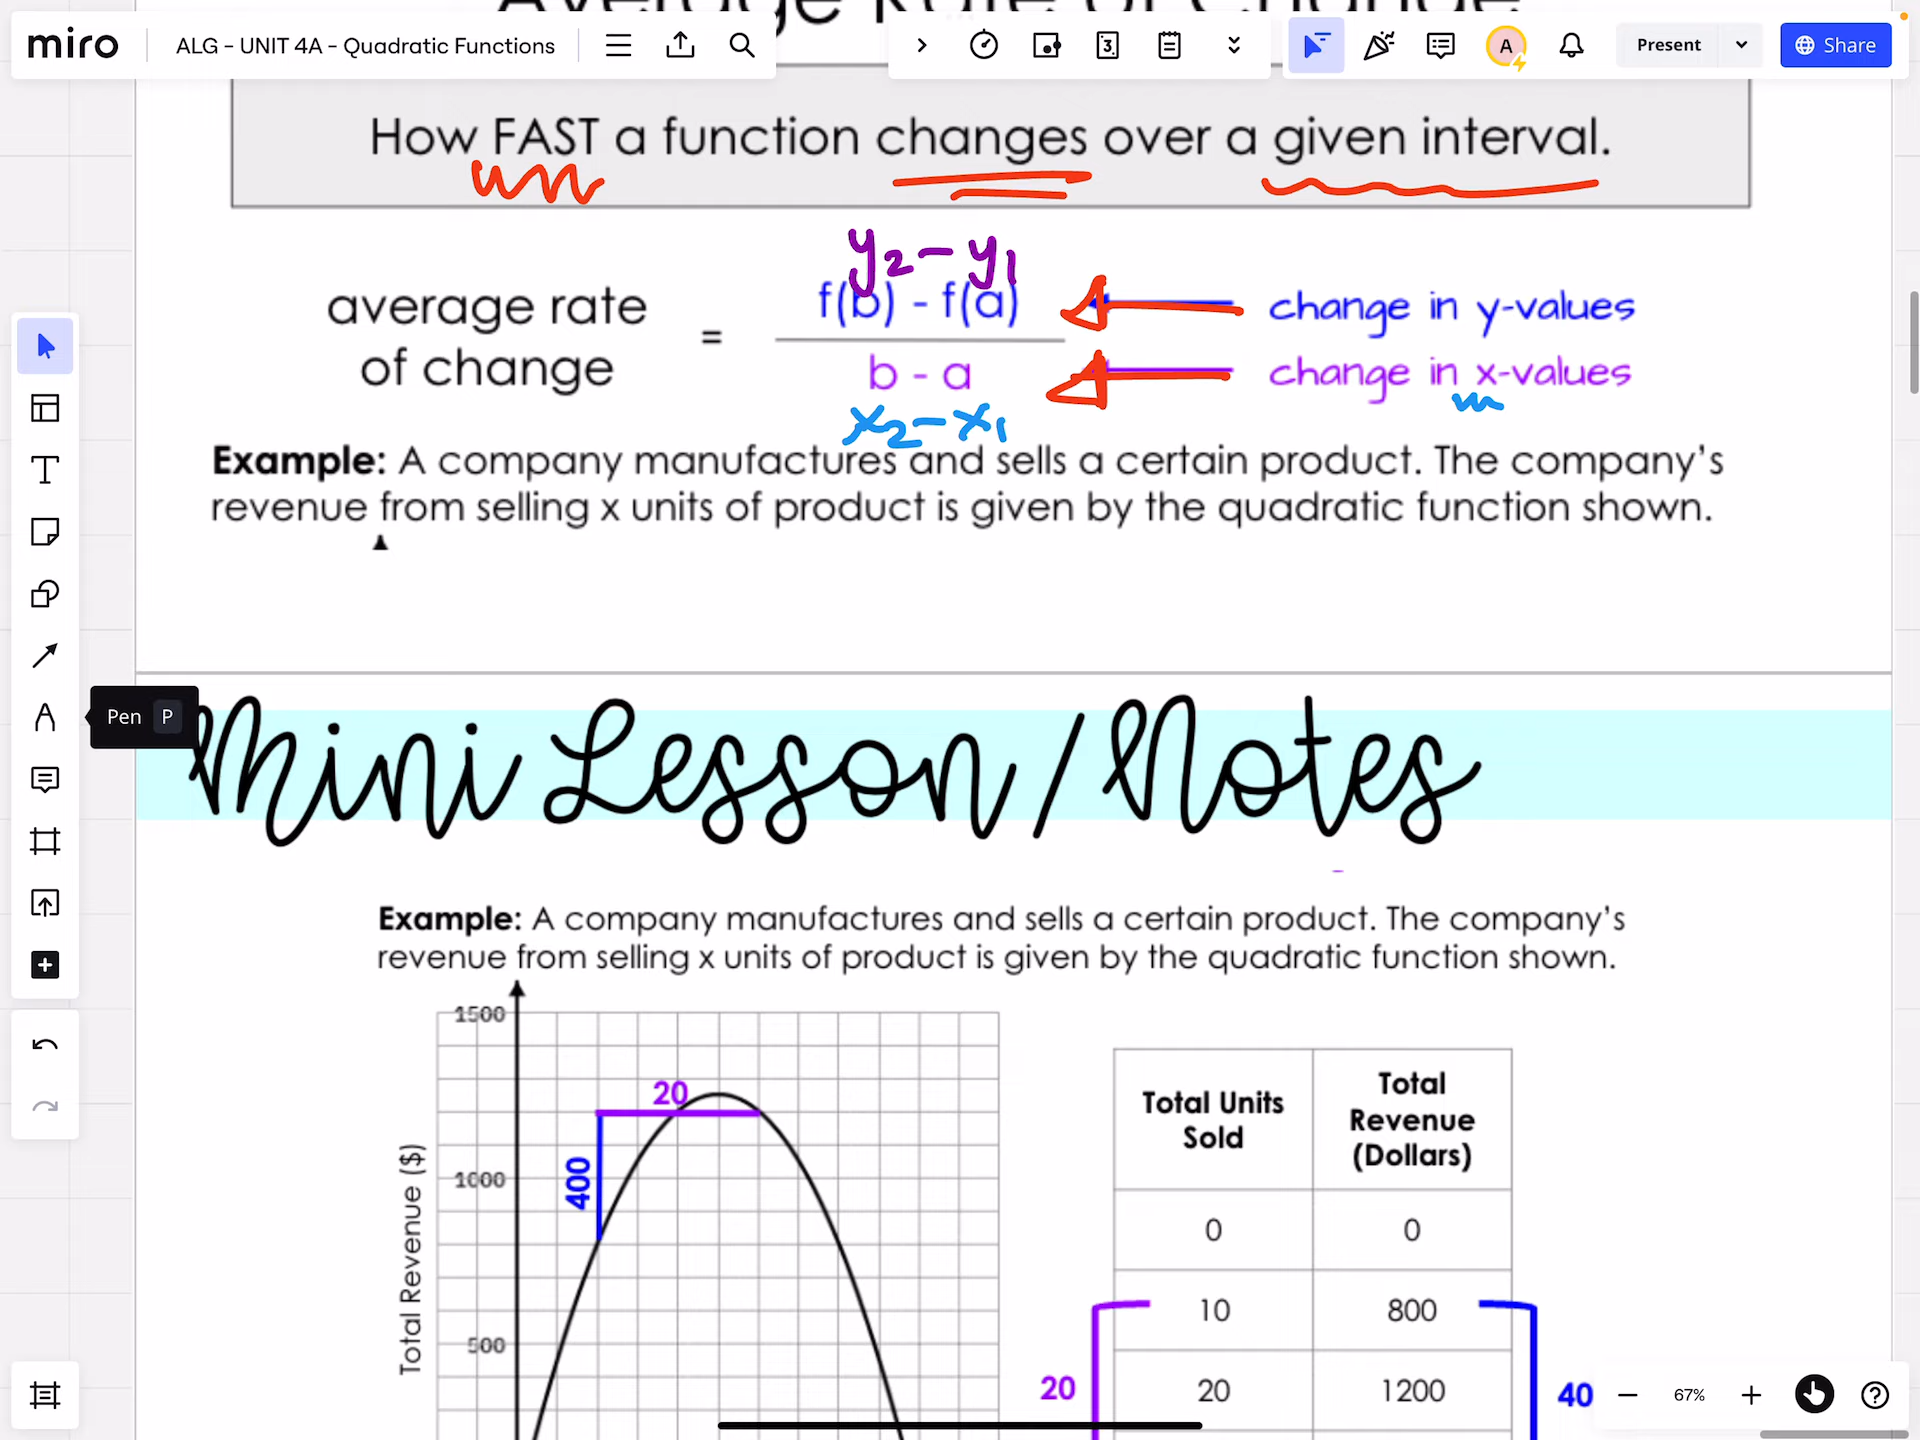 Average Rate of Change
miro
ALG - UNIT 4A - Quadratic Functions
3
A
Present
Share
How FAST a function changes over a given interval.
y2 - y1
average rate
of change
=
f(b) - f(a)
b - a
x2 - x1
change in y-values
change in x-values
Example: A company manufactures and sells a certain product. The company's
revenue from selling x units of product is given by the quadratic function shown.
Pen P
Mini Lesson/Notes
Example: A company manufactures and sells a certain product. The company's
revenue from selling x units of product is given by the quadratic function shown.
1500
1000
500
Total Revenue ($)
20
400
Total Units
Sold
Total
Revenue
(Dollars)
0 0
10 800
20 1200
20
40
67%